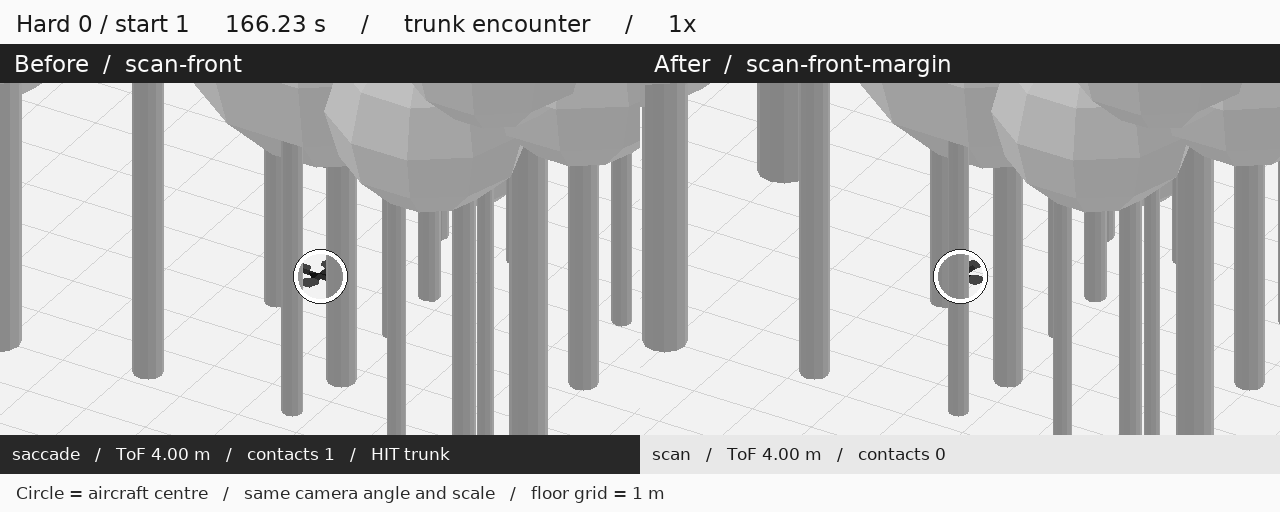 Hard 0 / start 1 166.23 s / trunk encounter / 1x
Before / scan-front
After / scan-front-margin
saccade / ToF 4.00 m / contacts 1 / HIT trunk
scan / ToF 4.00 m / contacts 0
Circle = aircraft centre / same camera angle and scale / floor grid = 1 m